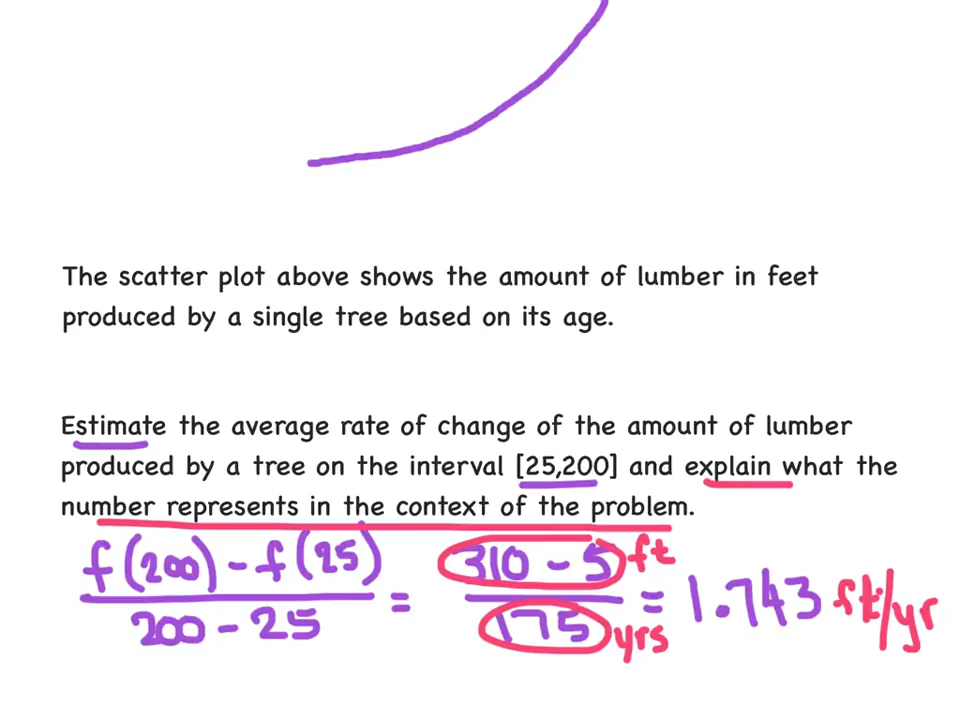 The scatter plot above shows the amount of lumber in feet
produced by a single tree based on its age.
Estimate the average rate of change of the amount of lumber
produced by a tree on the interval [25,200] and explain what the
number represents in the context of the problem.
f(200) - f(25) / 200 - 25 = 310 - 5 ft / 175 yrs = 1.743 ft/yr